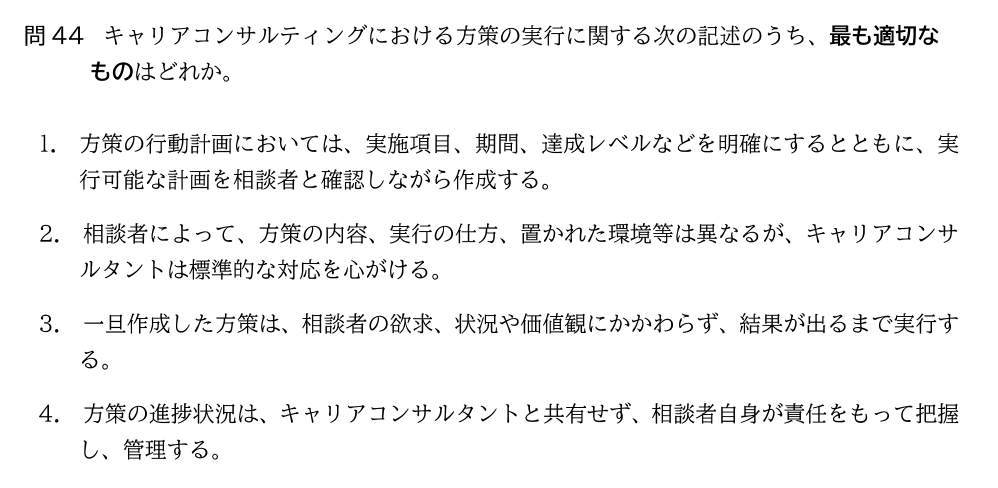 問 44 キャリアコンサルティングにおける方策の実行に関する次の記述のうち、最も適切な
ものはどれか。
1. 方策の行動計画においては、実施項目、期間、達成レベルなどを明確にするとともに、実
行可能な計画を相談者と確認しながら作成する。
2. 相談者によって、方策の内容、実行の仕方、置かれた環境等は異なるが、キャリアコンサ
ルタントは標準的な対応を心がける。
3. 一旦作成した方策は、相談者の欲求、状況や価値観にかかわらず、結果が出るまで実行す
る。
4. 方策の進捗状況は、キャリアコンサルタントと共有せず、相談者自身が責任をもって把握
し、管理する。